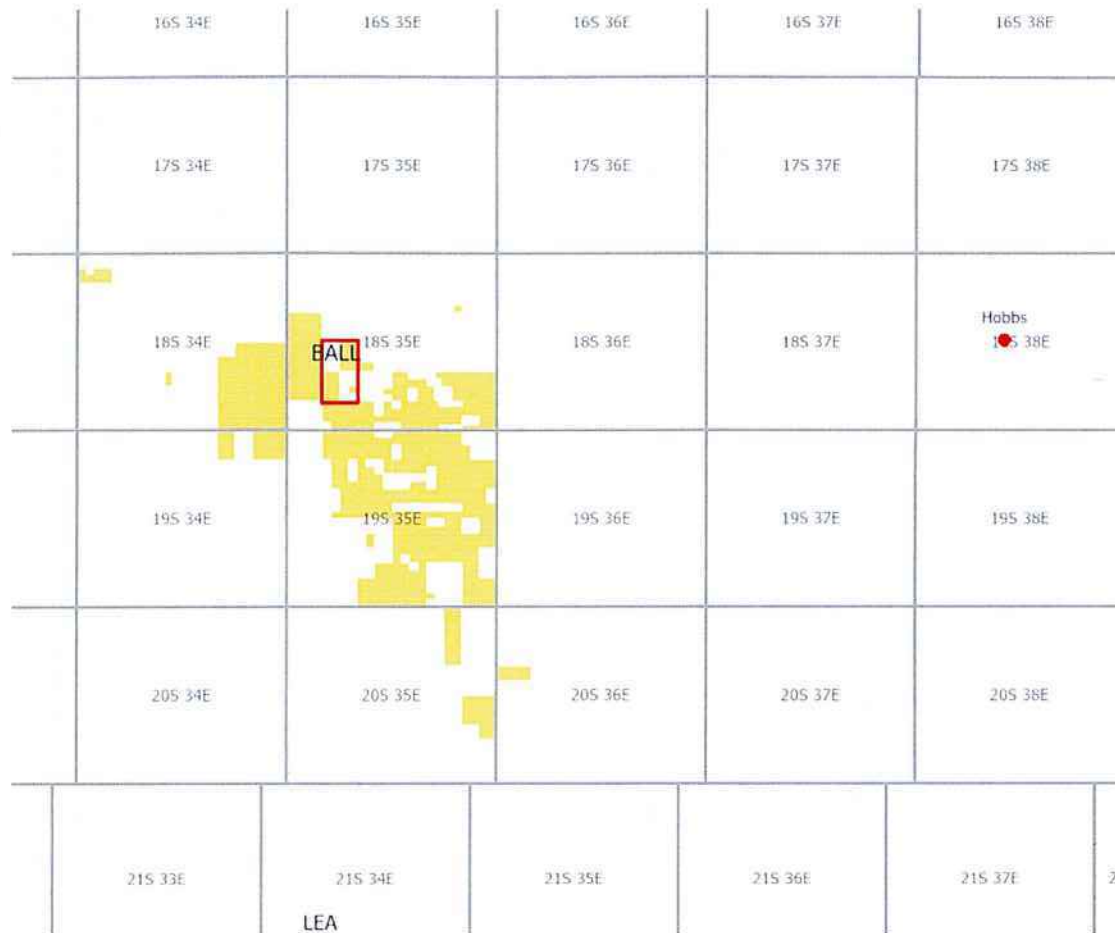 16S 34E 16S 35E 16S 36E 16S 37E 16S 38E
17S 34E 17S 35E 17S 36E 17S 37E 17S 38E
Hobbs
18S 34E 18S 35E 18S 36E 18S 37E 38E
BALL
19S 34E 19S 35E 19S 36E 19S 37E 19S 38E
20S 34E 20S 35E 20S 36E 20S 37E 20S 38E
21S 33E 21S 34E 21S 35E 21S 36E 21S 37E 2
LEA